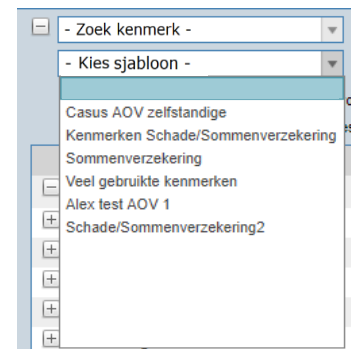 - Zoek kenmerk -
- Kies sjabloon -
Casus AOV zelfstandige
Kenmerken Schade/Sommenverzekering
Sommenverzekering
Veel gebruikte kenmerken
Alex test AOV 1
Schade/Sommenverzekering2